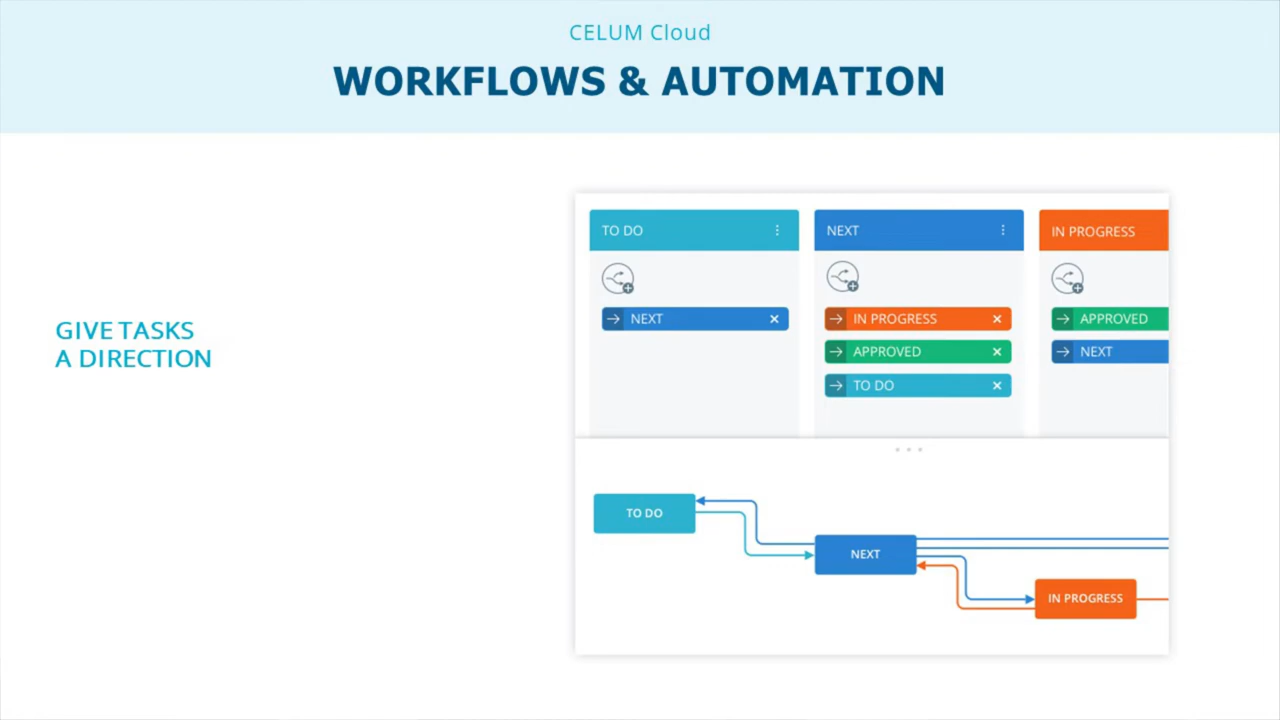 CELUM Cloud
WORKFLOWS & AUTOMATION
GIVE TASKS
A DIRECTION
TO DO
NEXT
NEXT
IN PROGRESS
APPROVED
TO DO
IN PROGRESS
APPROVED
NEXT
TO DO
NEXT
IN PROGRESS